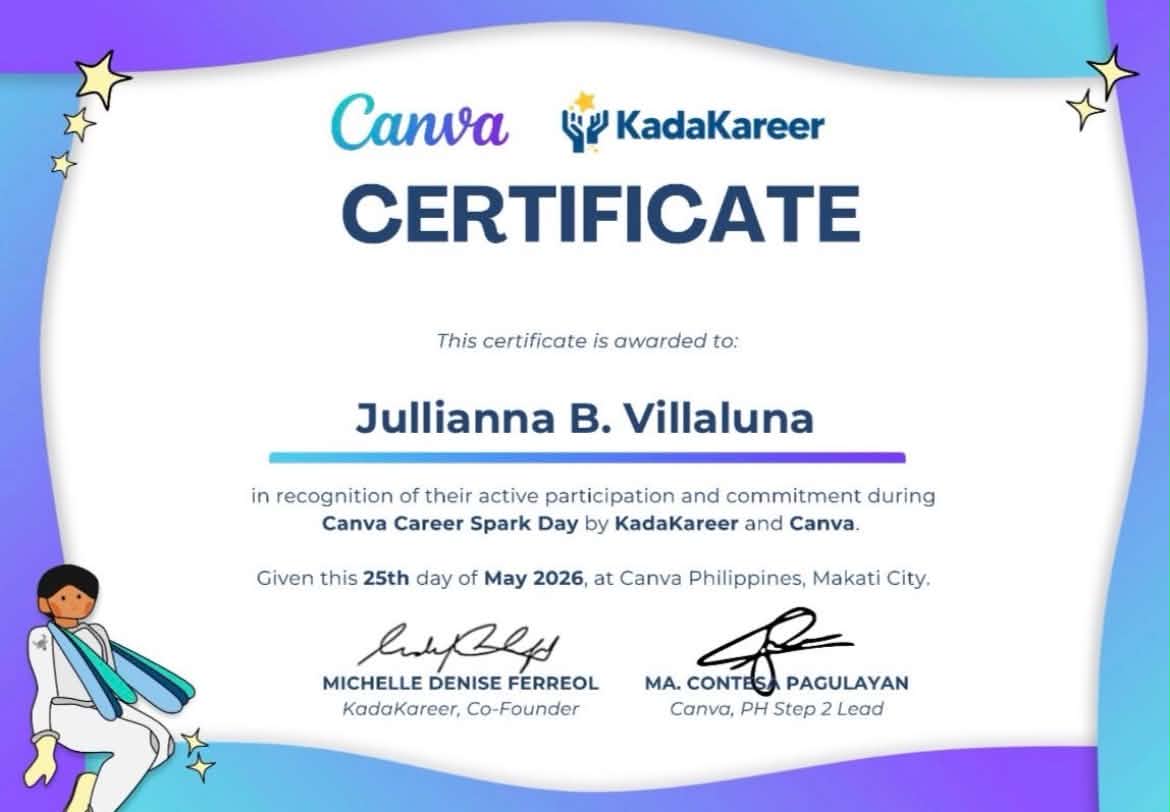 Canva KadaKareer
CERTIFICATE
This certificate is awarded to:
Jullianna B. Villaluna
in recognition of their active participation and commitment during
Canva Career Spark Day by KadaKareer and Canva.
Given this 25th day of May 2026, at Canva Philippines, Makati City.
MICHELLE DENISE FERREOL
KadaKareer, Co-Founder
MA. CONTESA PAGULAYAN
Canva, PH Step 2 Lead